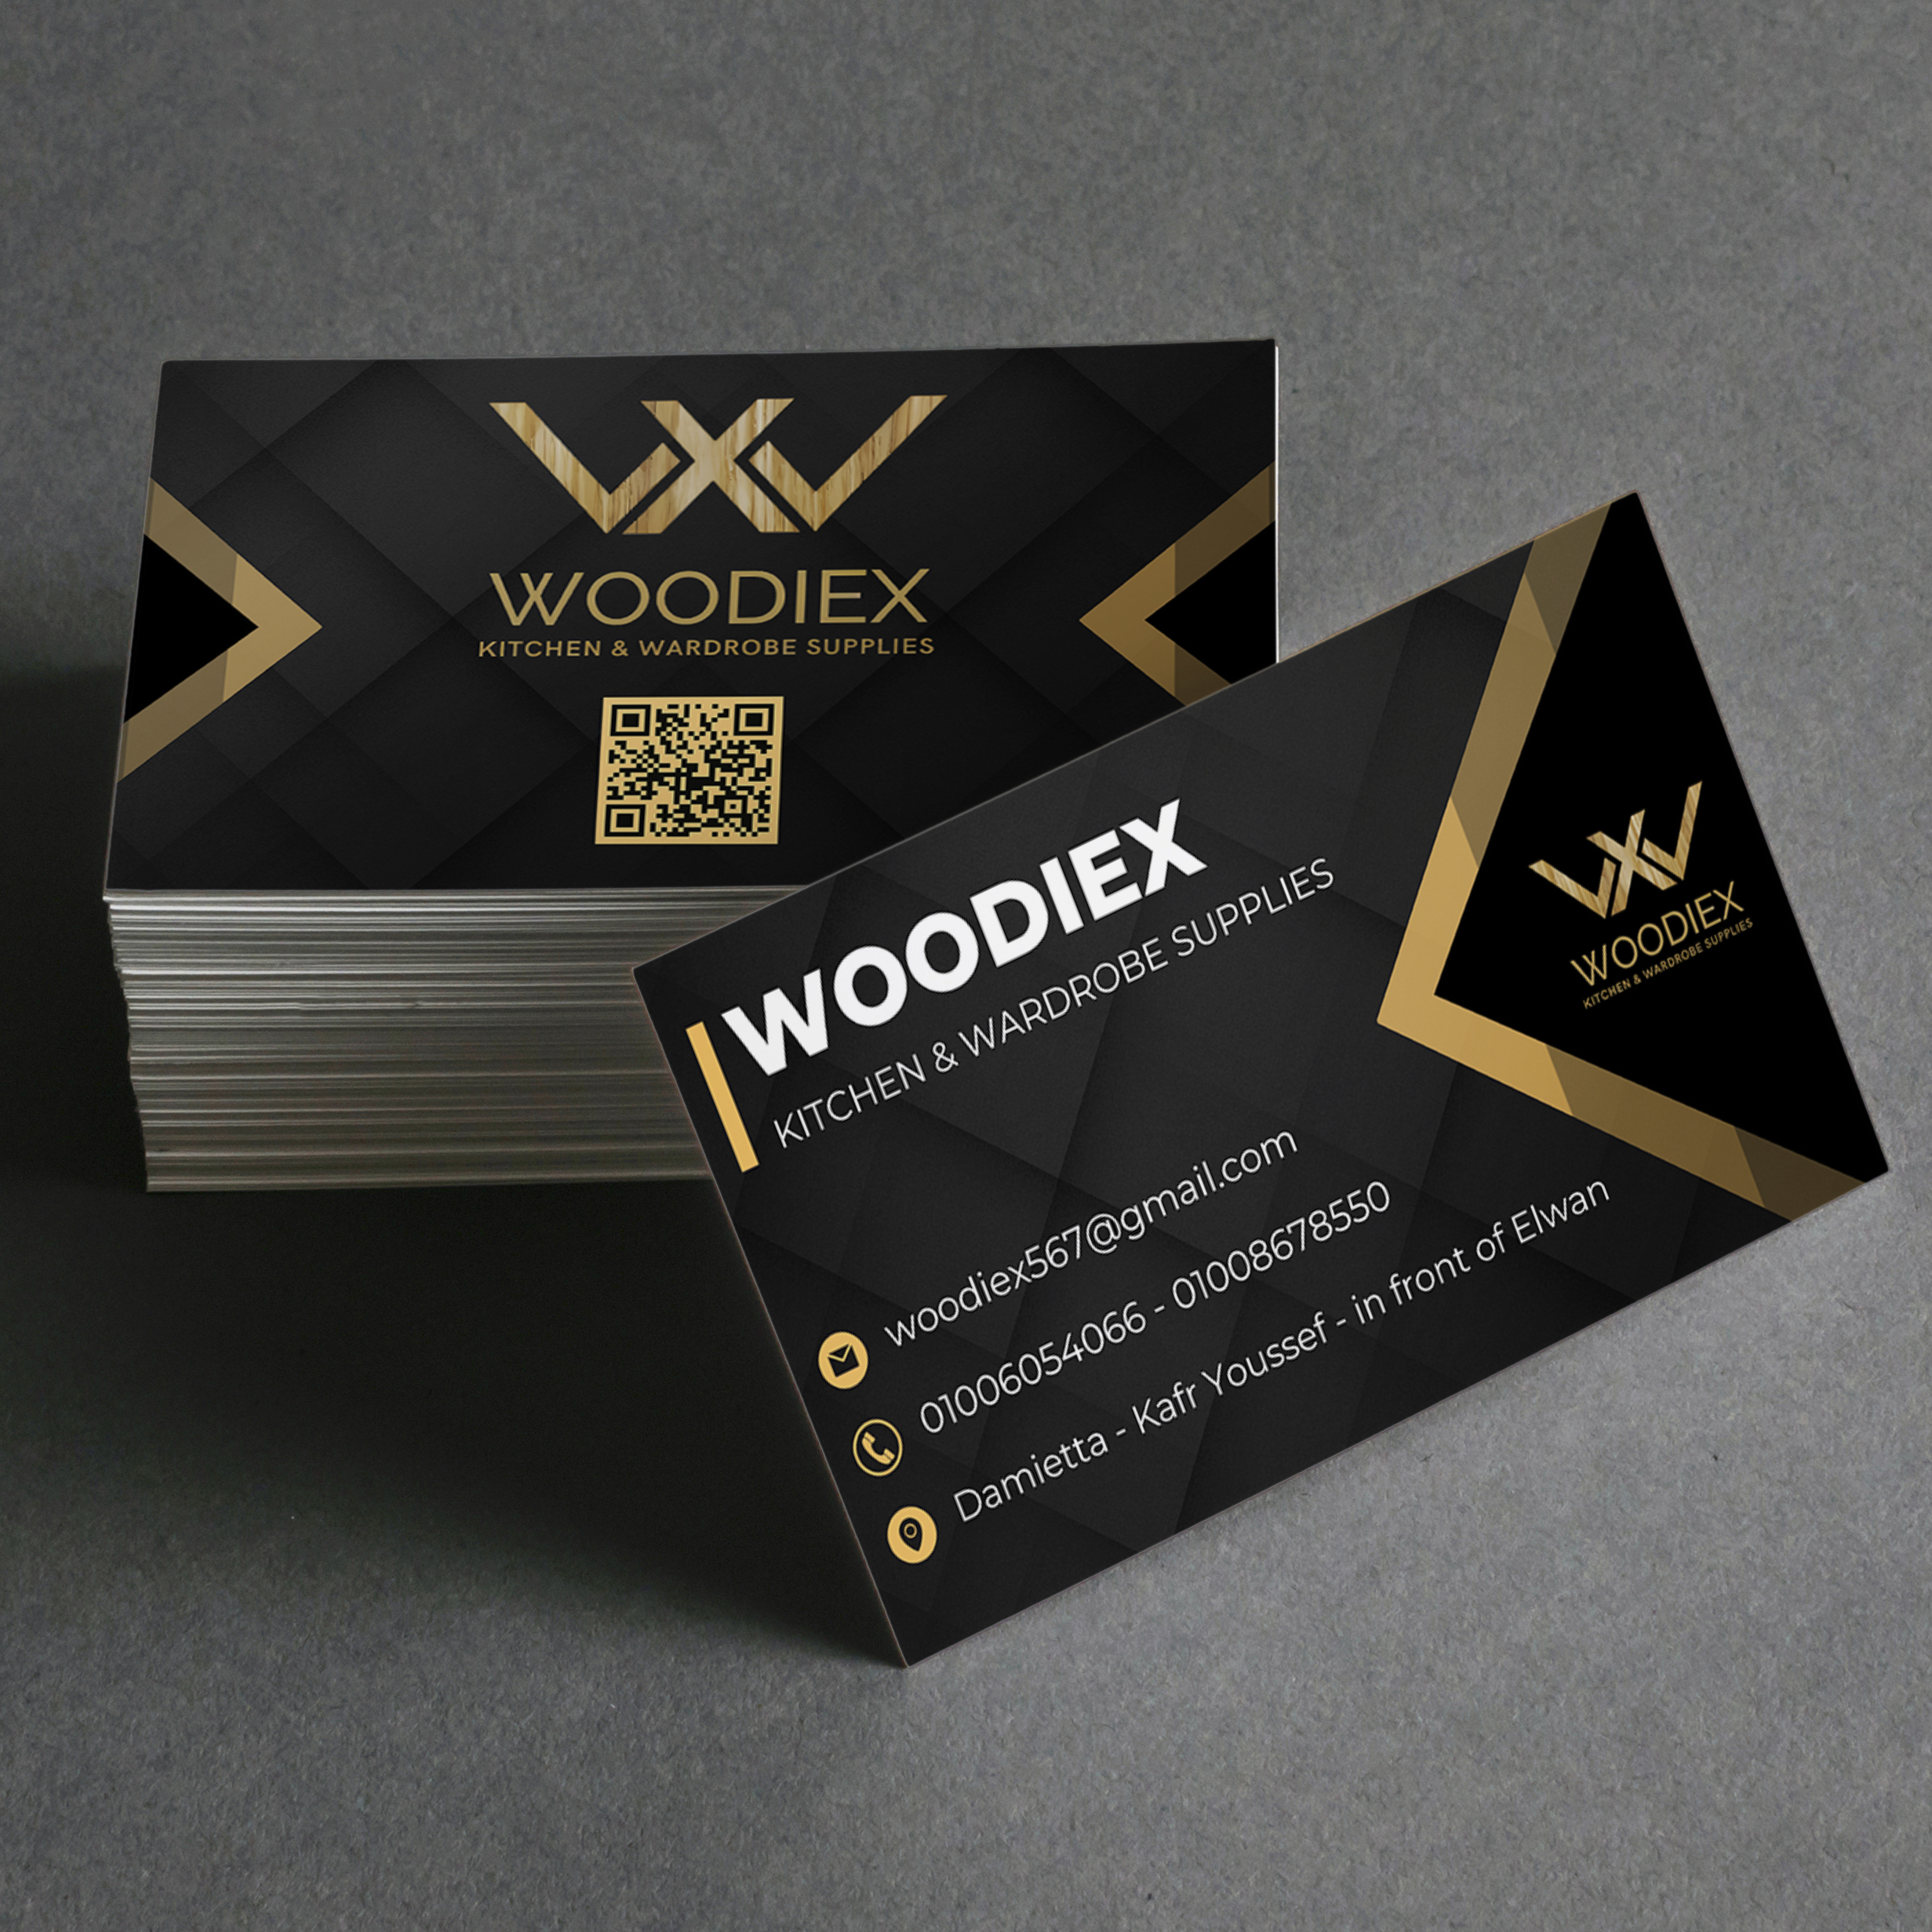 WOODIEX
KITCHEN & WARDROBE SUPPLIES
WOODIEX
KITCHEN & WARDROBE SUPPLIES
woodiex567@gmail.com
01006054066 - 01008678550
Damietta - Kafr Youssef - in front of Elwan
WOODIEX
KITCHEN & WARDROBE SUPPLIES